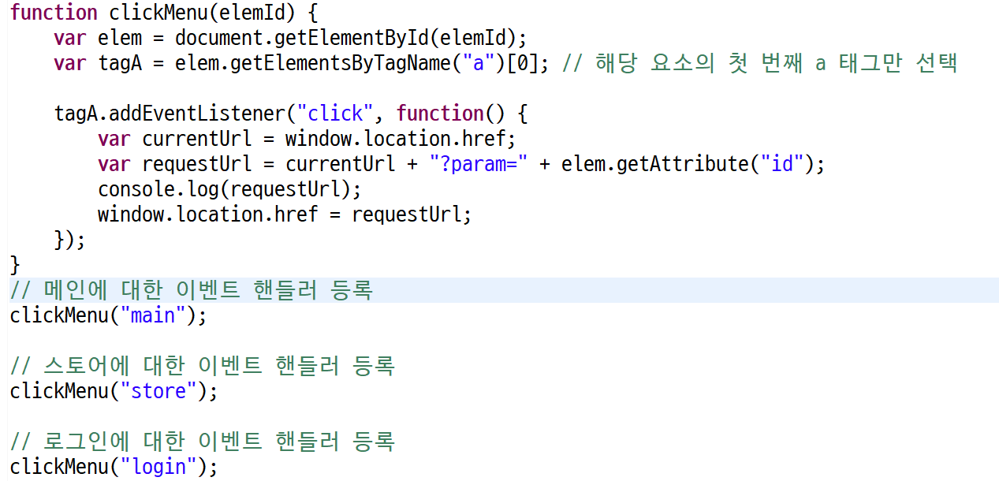 function clickMenu(elemId) {
    var elem = document.getElementById(elemId);
    var tagA = elem.getElementsByTagName("a")[0]; // 해당 요소의 첫 번째 a 태그만 선택

    tagA.addEventListener("click", function() {
        var currentUrl = window.location.href;
        var requestUrl = currentUrl + "?param=" + elem.getAttribute("id");
        console.log(requestUrl);
        window.location.href = requestUrl;
    });
}
// 메인에 대한 이벤트 핸들러 등록
clickMenu("main");

// 스토어에 대한 이벤트 핸들러 등록
clickMenu("store");

// 로그인에 대한 이벤트 핸들러 등록
clickMenu("login");